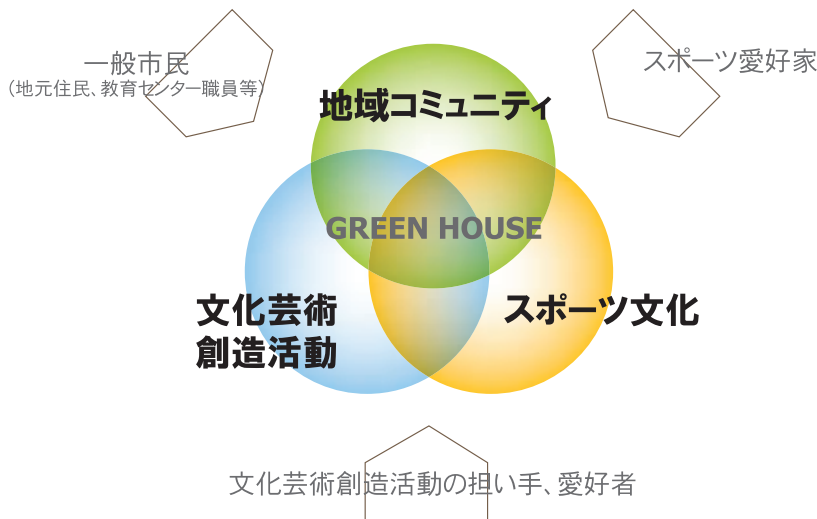 一般市民
（地元住民、教育センター職員等）
スポーツ愛好家
地域コミュニティ
GREEN HOUSE
文化芸術
創造活動
スポーツ文化
文化芸術創造活動の担い手、愛好者